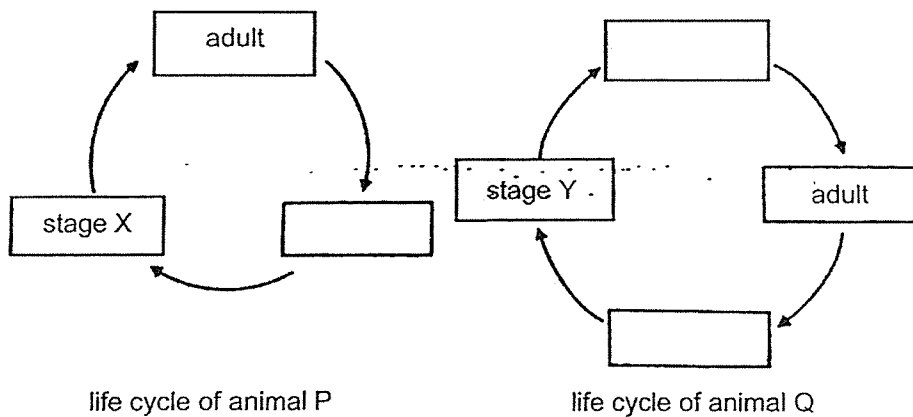 adult
stage X
stage Y
adult
life cycle of animal P
life cycle of animal Q